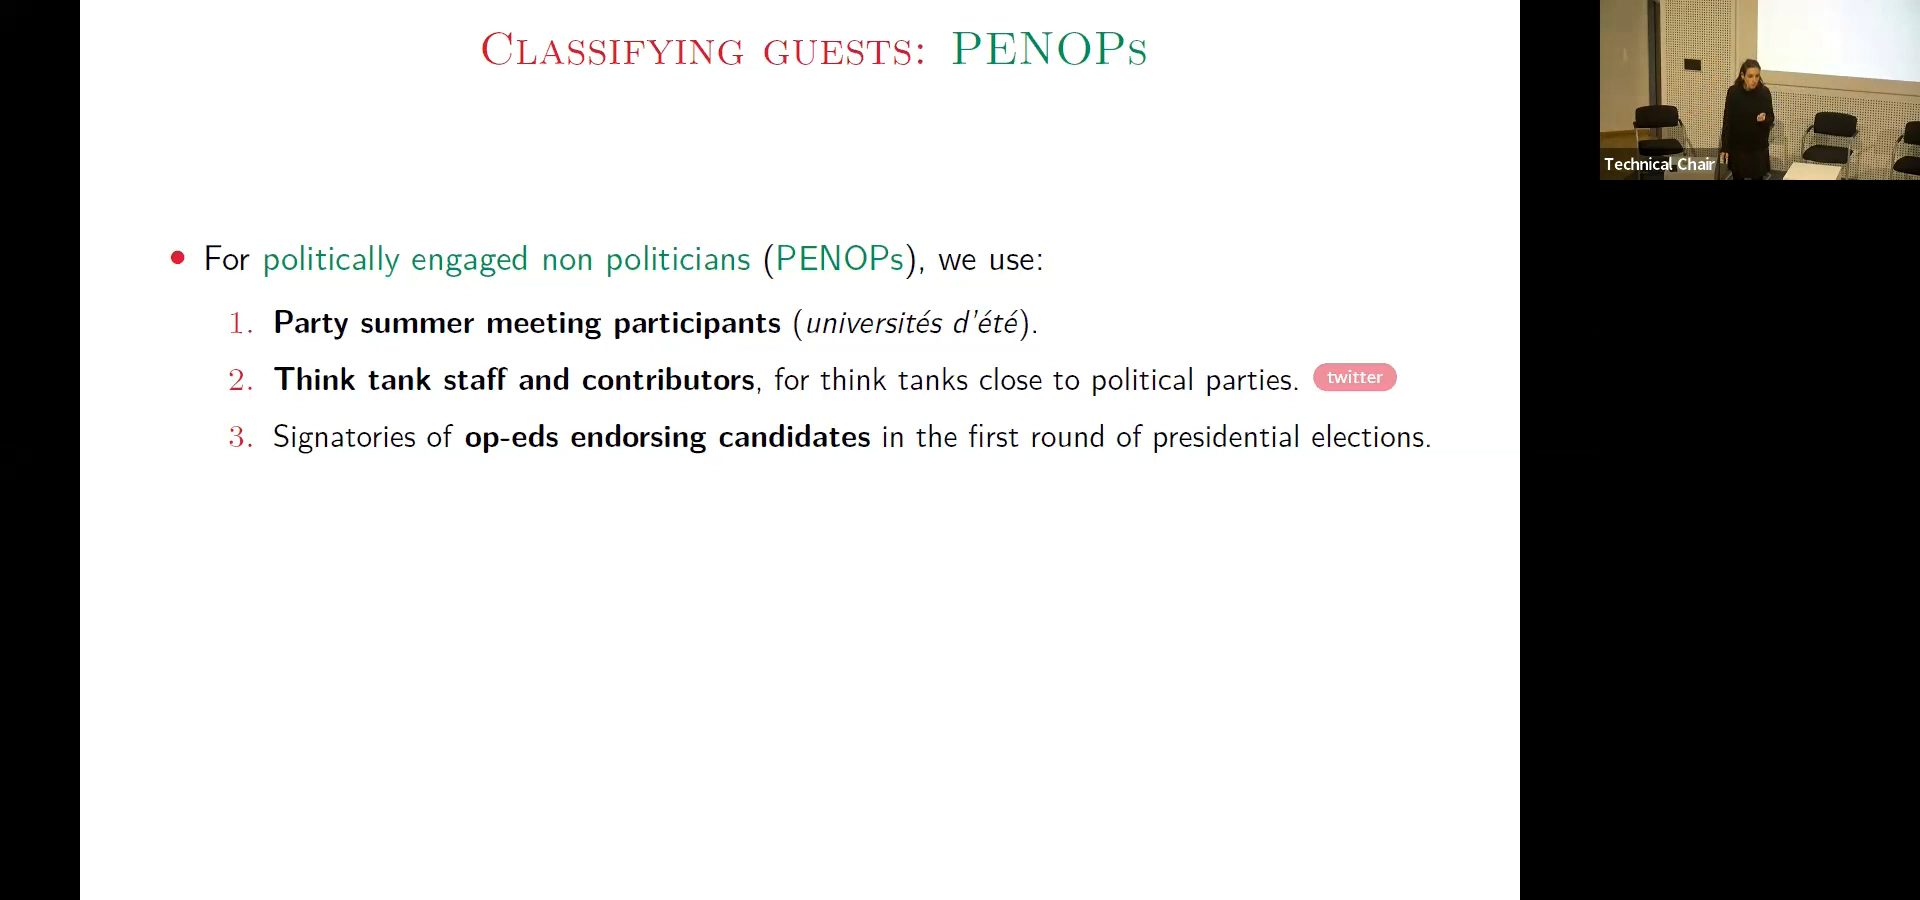 Classifying guests: PENOPs
• For politically engaged non politicians (PENOPs), we use:
1. Party summer meeting participants (universités d'été).
2. Think tank staff and contributors, for think tanks close to political parties. twitter
3. Signatories of op-eds endorsing candidates in the first round of presidential elections.
Technical Chair